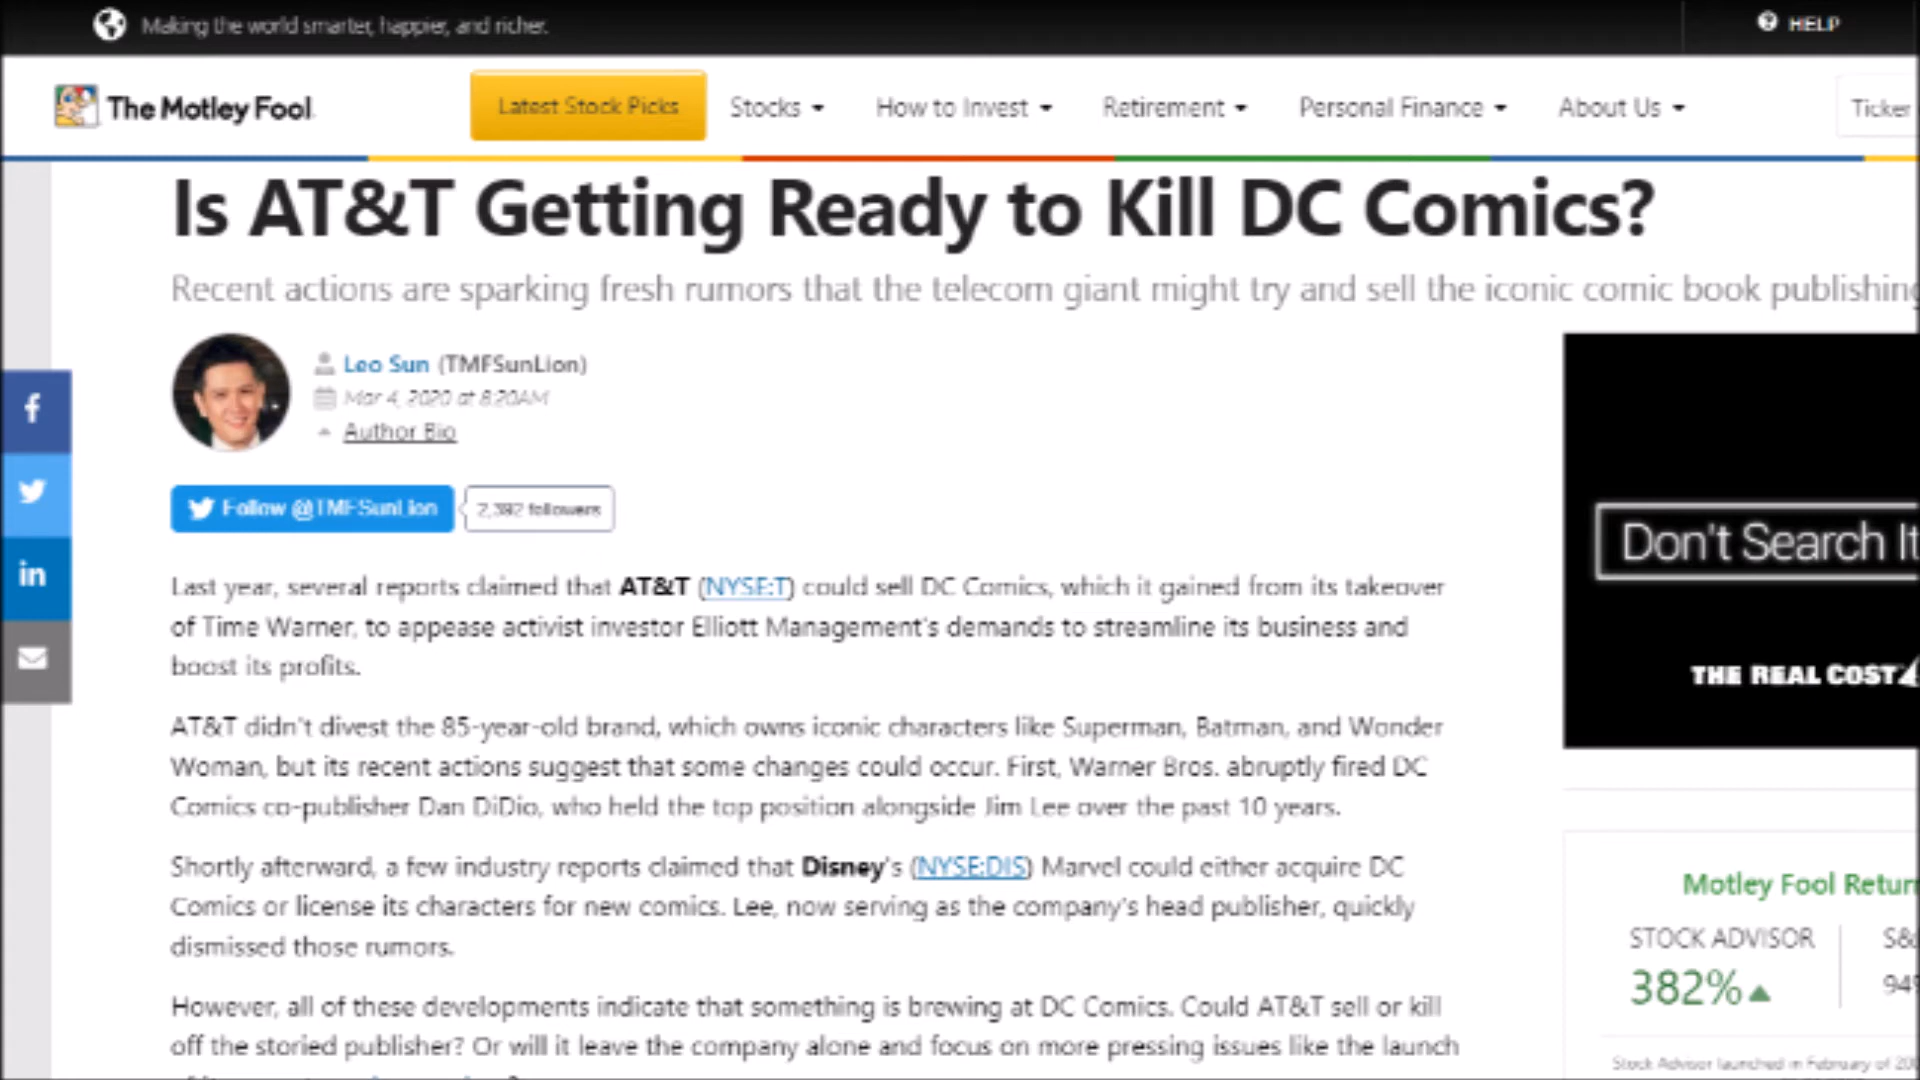 Making the world smarter, happier, and richer.
HELP
The Motley Fool
Latest Stock Picks
Stocks
How to Invest
Retirement
Personal Finance
About Us
Ticker
Is AT&T Getting Ready to Kill DC Comics?
Recent actions are sparking fresh rumors that the telecom giant might try and sell the iconic comic book publishing
Leo Sun (TMFSunLion)
Mar 4, 2020 at 8:20AM
Author Bio
Follow @TMFSunLion
2,392 followers
Last year, several reports claimed that AT&T (NYSE:T) could sell DC Comics, which it gained from its takeover
of Time Warner, to appease activist investor Elliott Management's demands to streamline its business and
boost its profits.
AT&T didn't divest the 85-year-old brand, which owns iconic characters like Superman, Batman, and Wonder
Woman, but its recent actions suggest that some changes could occur. First, Warner Bros. abruptly fired DC
Comics co-publisher Dan DiDio, who held the top position alongside Jim Lee over the past 10 years.
Shortly afterward, a few industry reports claimed that Disney's (NYSE:DIS) Marvel could either acquire DC
Comics or license its characters for new comics. Lee, now serving as the company's head publisher, quickly
dismissed those rumors.
However, all of these developments indicate that something is brewing at DC Comics. Could AT&T sell or kill
off the storied publisher? Or will it leave the company alone and focus on more pressing issues like the launch
Don't Search It
THE REAL COST
Motley Fool Return
STOCK ADVISOR
S&
382%
94
Stock Advisor launched in February of 20